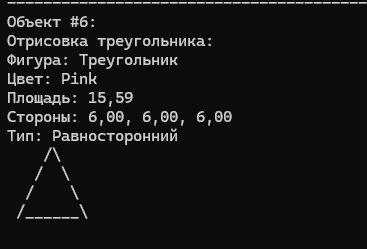 Объект #6:
Отрисовка треугольника:
Фигура: Треугольник
Цвет: Pink
Площадь: 15,59
Стороны: 6,00, 6,00, 6,00
Тип: Равносторонний